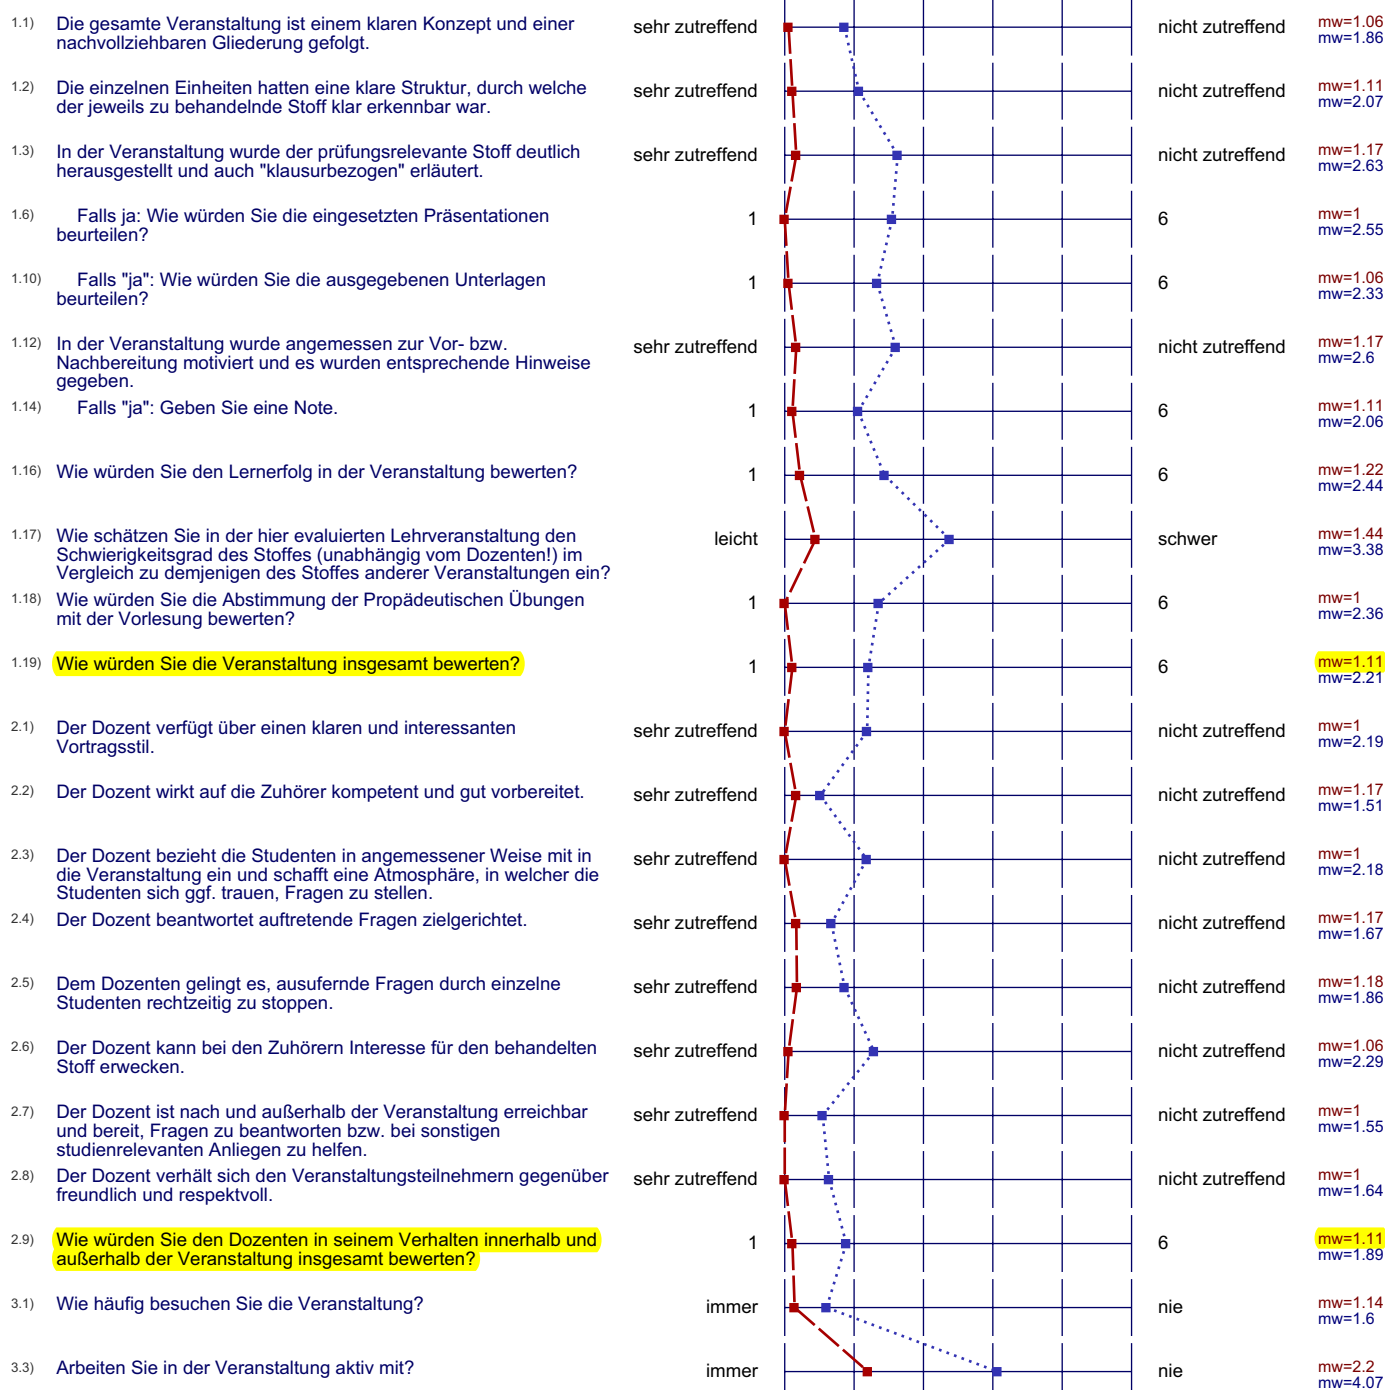 1.1) Die gesamte Veranstaltung ist einem klaren Konzept und einer sehr zutreffend nicht zutreffend mw=1.06
nachvollziehbaren Gliederung gefolgt. mw=1.86
1.2) Die einzelnen Einheiten hatten eine klare Struktur, durch welche sehr zutreffend nicht zutreffend mw=1.11
der jeweils zu behandelnde Stoff klar erkennbar war. mw=2.07
1.3) In der Veranstaltung wurde der prüfungsrelevante Stoff deutlich sehr zutreffend nicht zutreffend mw=1.17
herausgestellt und auch "klausurbezogen" erläutert. mw=2.63
1.6) Falls ja: Wie würden Sie die eingesetzten Präsentationen 1 6 mw=1
beurteilen? mw=2.55
1.10) Falls "ja": Wie würden Sie die ausgegebenen Unterlagen 1 6 mw=1.06
beurteilen? mw=2.33
1.12) In der Veranstaltung wurde angemessen zur Vor- bzw. sehr zutreffend nicht zutreffend mw=1.17
Nachbereitung motiviert und es wurden entsprechende Hinweise mw=2.6
gegeben.
1.14) Falls "ja": Geben Sie eine Note. 1 6 mw=1.11
mw=2.06
1.16) Wie würden Sie den Lernerfolg in der Veranstaltung bewerten? 1 6 mw=1.22
mw=2.44
1.17) Wie schätzen Sie in der hier evaluierten Lehrveranstaltung den leicht schwer mw=1.44
Schwierigkeitsgrad des Stoffes (unabhängig vom Dozenten!) im mw=3.38
Vergleich zu demjenigen des Stoffes anderer Veranstaltungen ein?
1.18) Wie würden Sie die Abstimmung der Propädeutischen Übungen 1 6 mw=1
mit der Vorlesung bewerten? mw=2.36
1.19) Wie würden Sie die Veranstaltung insgesamt bewerten? 1 6 mw=1.11
mw=2.21
2.1) Der Dozent verfügt über einen klaren und interessanten sehr zutreffend nicht zutreffend mw=1
Vortragsstil. mw=2.19
2.2) Der Dozent wirkt auf die Zuhörer kompetent und gut vorbereitet. sehr zutreffend nicht zutreffend mw=1.17
mw=1.51
2.3) Der Dozent bezieht die Studenten in angemessener Weise mit in sehr zutreffend nicht zutreffend mw=1
die Veranstaltung ein und schafft eine Atmosphäre, in welcher die mw=2.18
Studenten sich ggf. trauen, Fragen zu stellen.
2.4) Der Dozent beantwortet auftretende Fragen zielgerichtet. sehr zutreffend nicht zutreffend mw=1.17
mw=1.67
2.5) Dem Dozenten gelingt es, ausufernde Fragen durch einzelne sehr zutreffend nicht zutreffend mw=1.18
Studenten rechtzeitig zu stoppen. mw=1.86
2.6) Der Dozent kann bei den Zuhörern Interesse für den behandelten sehr zutreffend nicht zutreffend mw=1.06
Stoff erwecken. mw=2.29
2.7) Der Dozent ist nach und außerhalb der Veranstaltung erreichbar sehr zutreffend nicht zutreffend mw=1
und bereit, Fragen zu beantworten bzw. bei sonstigen mw=1.55
studienrelevanten Anliegen zu helfen.
2.8) Der Dozent verhält sich den Veranstaltungsteilnehmern gegenüber sehr zutreffend nicht zutreffend mw=1
freundlich und respektvoll. mw=1.64
2.9) Wie würden Sie den Dozenten in seinem Verhalten innerhalb und 1 6 mw=1.11
außerhalb der Veranstaltung insgesamt bewerten? mw=1.89
3.1) Wie häufig besuchen Sie die Veranstaltung? immer nie mw=1.14
mw=1.6
3.3) Arbeiten Sie in der Veranstaltung aktiv mit? immer nie mw=2.2
mw=4.07